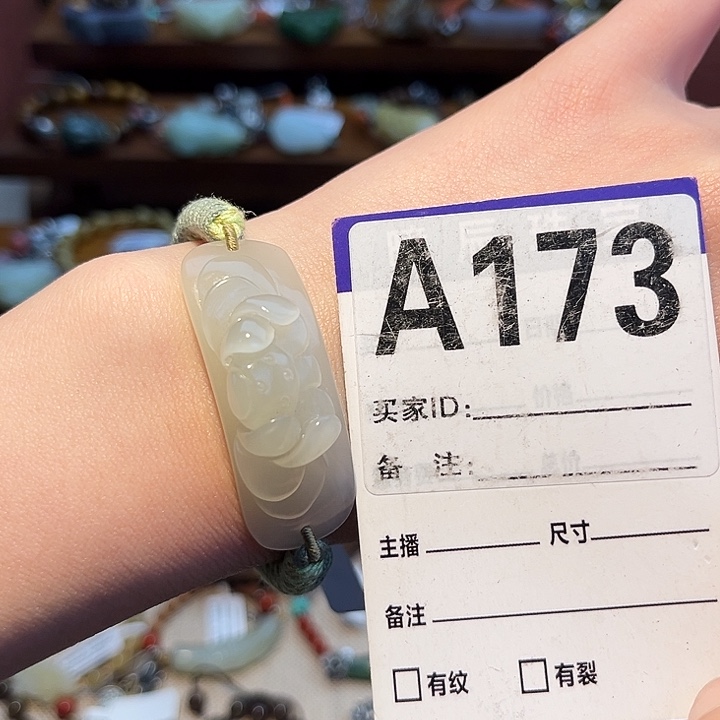 A173
买家ID:
备 注:
主播 尺寸
备注
□有纹 □有裂